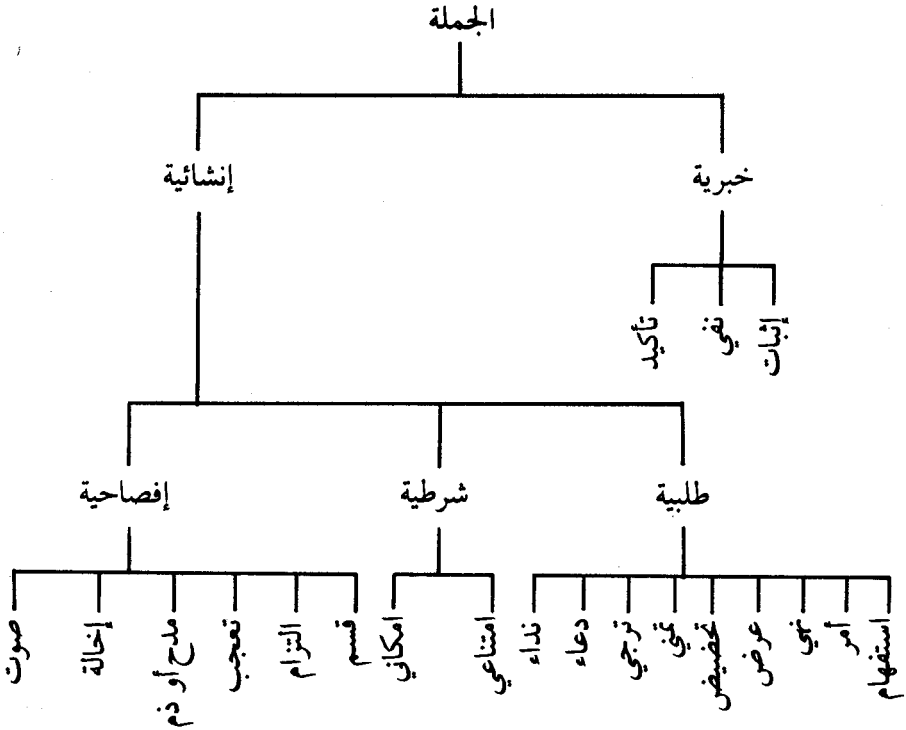 الجملة
خبرية
إنشائية
إثبات
نفي
تأكيد
طلبية
شرطية
إفصاحية
استفهام
أمر
نهي
عرض
تحضيض
تمني
ترجي
دعاء
نداء
امتناعي
امكاني
قسم
التزام
تعجب
مدح أو ذم
إخالة
صوت